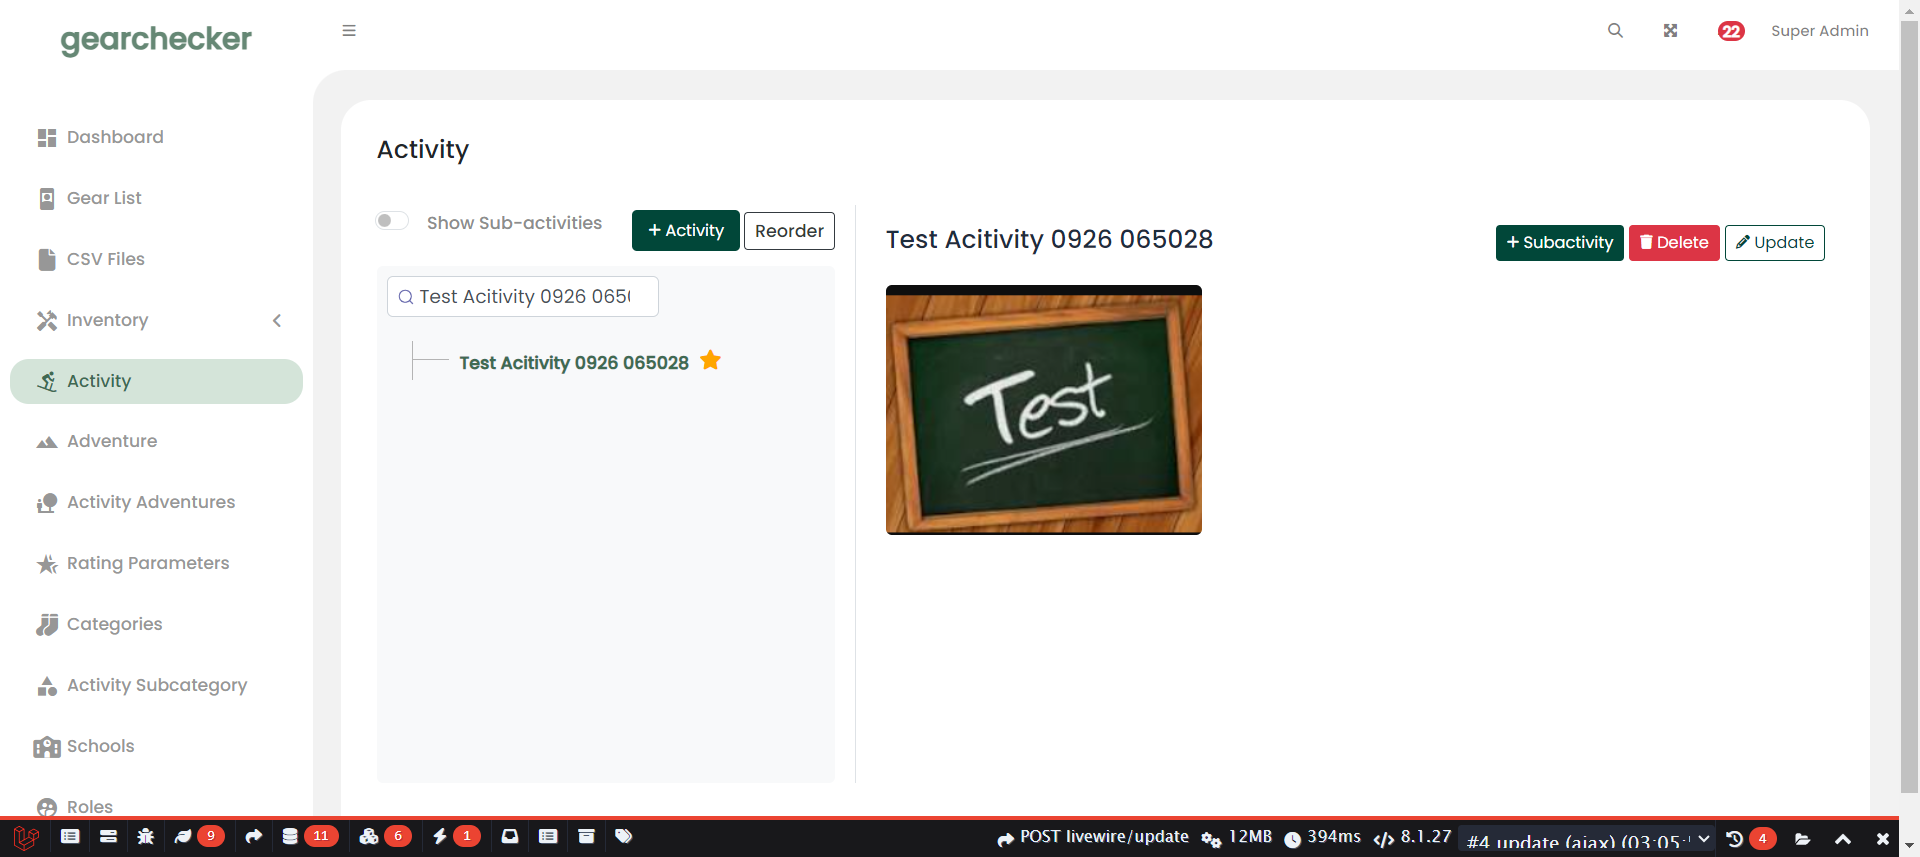 gearchecker
22
Super Admin
Dashboard
Gear List
CSV Files
Inventory
Activity
Adventure
Activity Adventures
Rating Parameters
Categories
Activity Subcategory
Schools
Roles
Activity
Show Sub-activities
+ Activity
Reorder
Test Acitivity 0926 065
Test Acitivity 0926 065028
Test Acitivity 0926 065028
+ Subactivity
Delete
Update
Test
9
11
6
1
POST livewire/update
12MB
394ms
8.1.27
#4 update (ajax) (03:05:
4